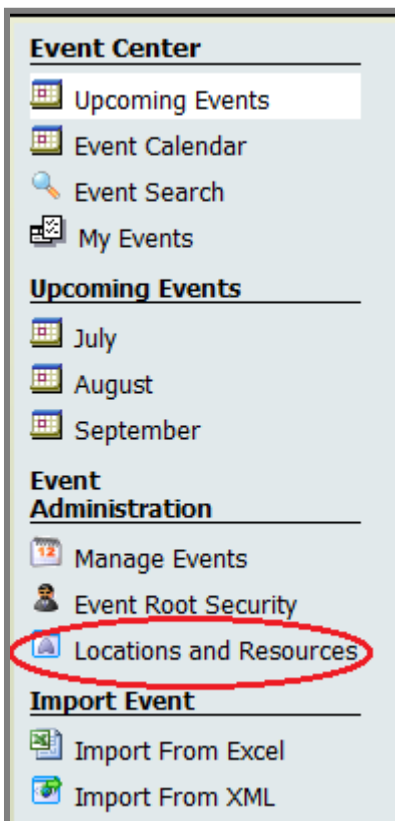 Event Center
Upcoming Events
Event Calendar
Event Search
My Events
Upcoming Events
July
August
September
Event
Administration
12
Manage Events
Event Root Security
Locations and Resources
Import Event
Import From Excel
Import From XML